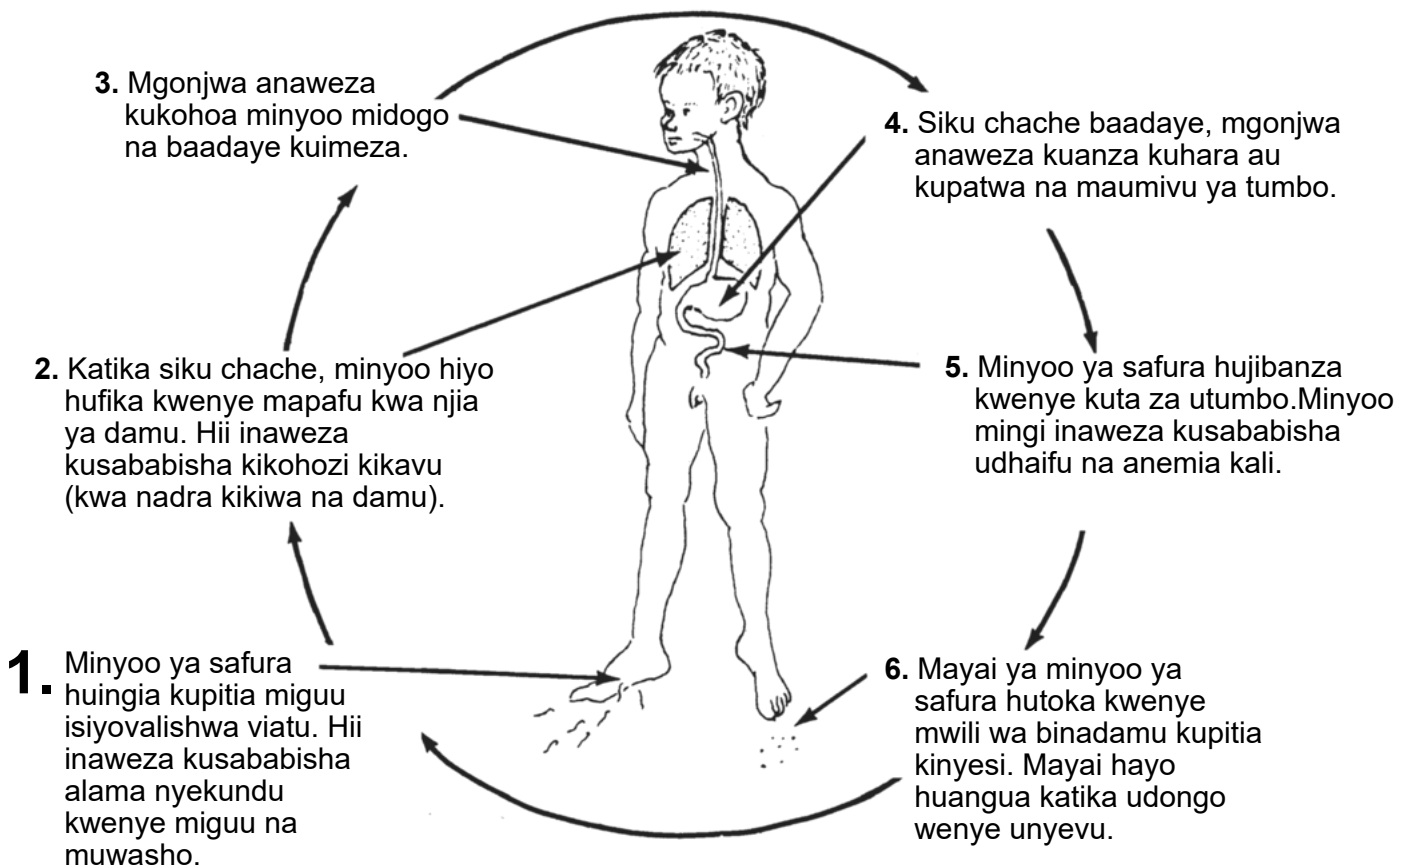 1. Minyoo ya safura
huingia kupitia miguu
isiyovalishwa viatu. Hii
inaweza kusababisha
alama nyekundu
kwenye miguu na
muwasho.
2. Katika siku chache, minyoo hiyo
hufika kwenye mapafu kwa njia
ya damu. Hii inaweza
kusababisha kikohozi kikavu
(kwa nadra kikiwa na damu).
3. Mgonjwa anaweza
kukohoa minyoo midogo
na baadaye kuimeza.
4. Siku chache baadaye, mgonjwa
anaweza kuanza kuhara au
kupatwa na maumivu ya tumbo.
5. Minyoo ya safura hujibanza
kwenye kuta za utumbo.Minyoo
mingi inaweza kusababisha
udhaifu na anemia kali.
6. Mayai ya minyoo ya
safura hutoka kwenye
mwili wa binadamu kupitia
kinyesi. Mayai hayo
huangua katika udongo
wenye unyevu.